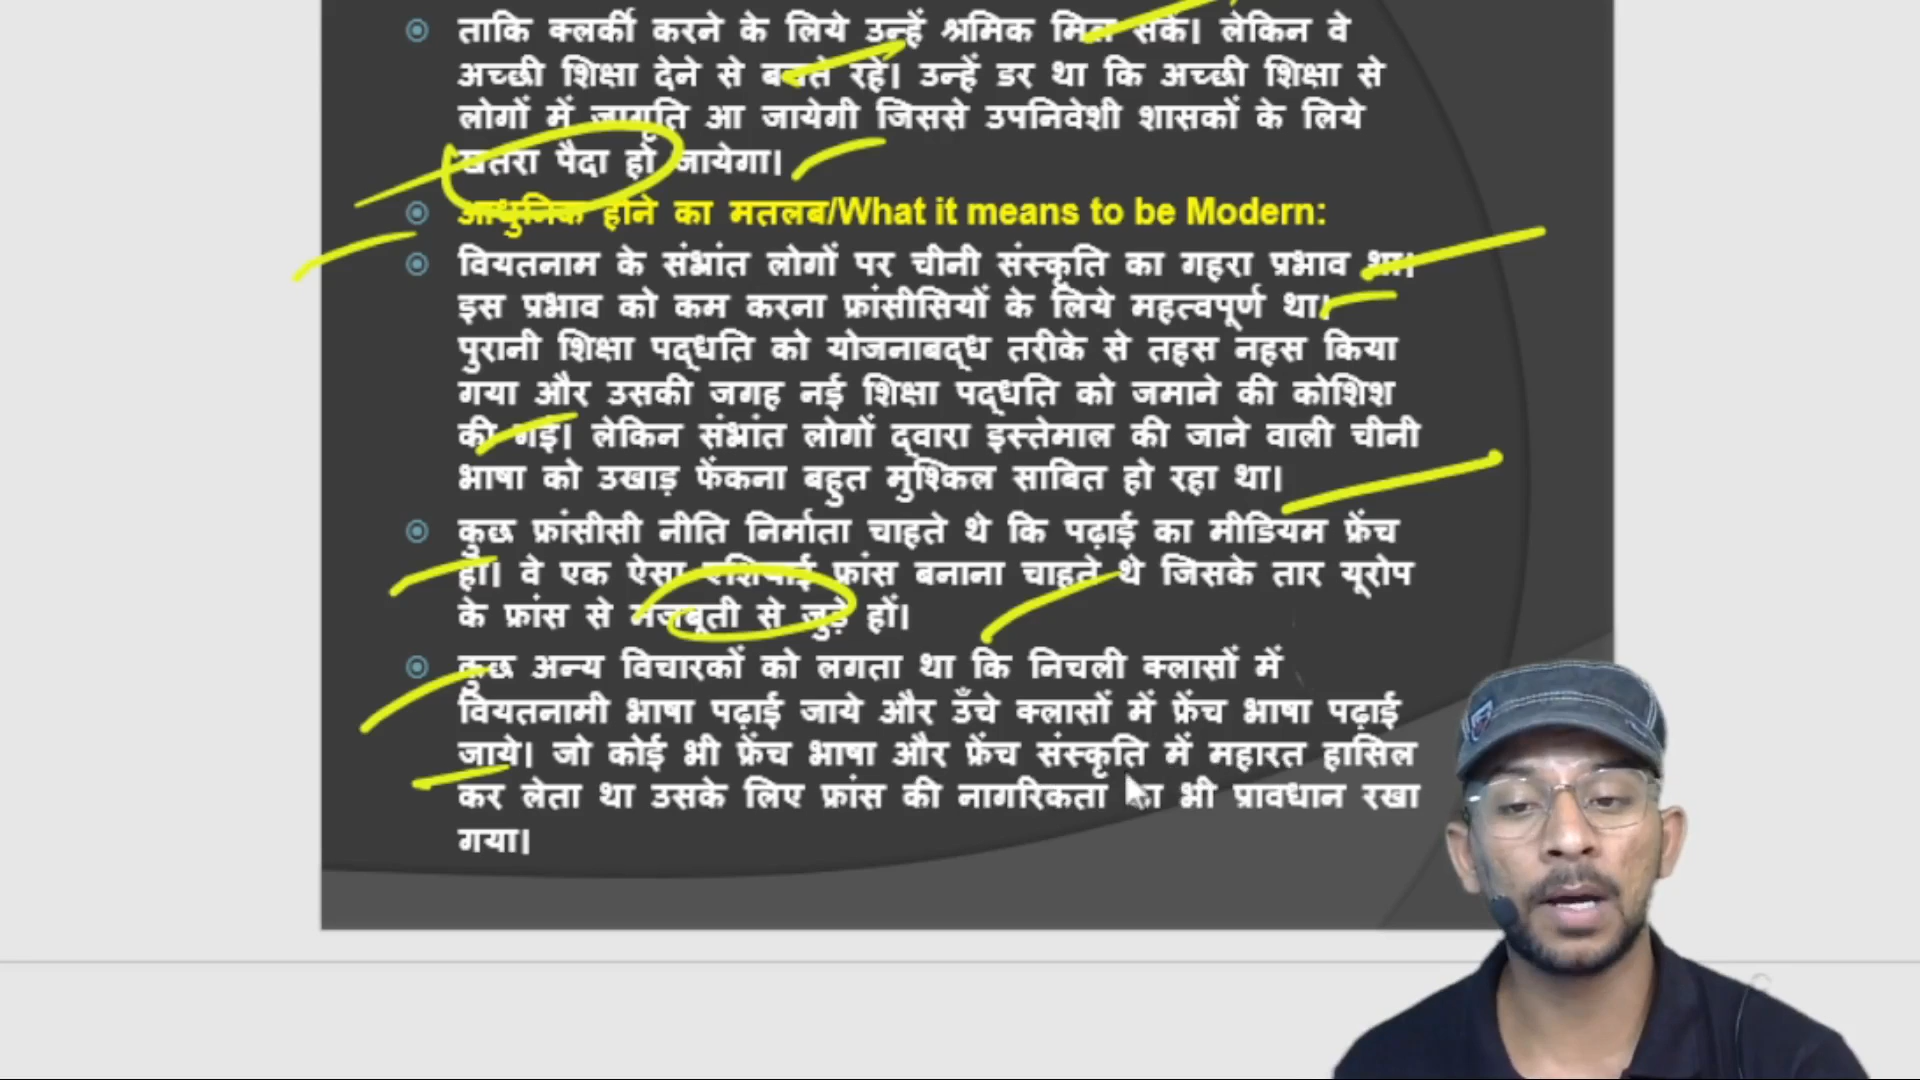 ताकि क्लर्की करने के लिये उन्हें श्रमिक मिल सकें। लेकिन वे
अच्छी शिक्षा देने से बचते रहे। उन्हें डर था कि अच्छी शिक्षा से
लोगों में जागृति आ जायेगी जिससे उपनिवेशी शासकों के लिये
खतरा पैदा हो जायेगा।
आधुनिक होने का मतलब/What it means to be Modern:
वियतनाम के संभ्रांत लोगों पर चीनी संस्कृति का गहरा प्रभाव था।
इस प्रभाव को कम करना फ्रांसीसियों के लिये महत्वपूर्ण था।
पुरानी शिक्षा पद्धति को योजनाबद्ध तरीके से तहस नहस किया
गया और उसकी जगह नई शिक्षा पद्धति को जमाने की कोशिश
की गई। लेकिन संभ्रांत लोगों द्वारा इस्तेमाल की जाने वाली चीनी
भाषा को उखाड़ फेंकना बहुत मुश्किल साबित हो रहा था।
कुछ फ्रांसीसी नीति निर्माता चाहते थे कि पढ़ाई का मीडियम फ्रेंच
हो। वे एक ऐसा एशियाई फ्रांस बनाना चाहते थे जिसके तार यूरोप
के फ्रांस से मजबूती से जुड़े हों।
कुछ अन्य विचारकों को लगता था कि निचली क्लासों में
वियतनामी भाषा पढ़ाई जाये और उँचे क्लासों में फ्रेंच भाषा पढ़ाई
जाये। जो कोई भी फ्रेंच भाषा और फ्रेंच संस्कृति में महारत हासिल
कर लेता था उसके लिए फ्रांस की नागरिकता का भी प्रावधान रखा
गया।